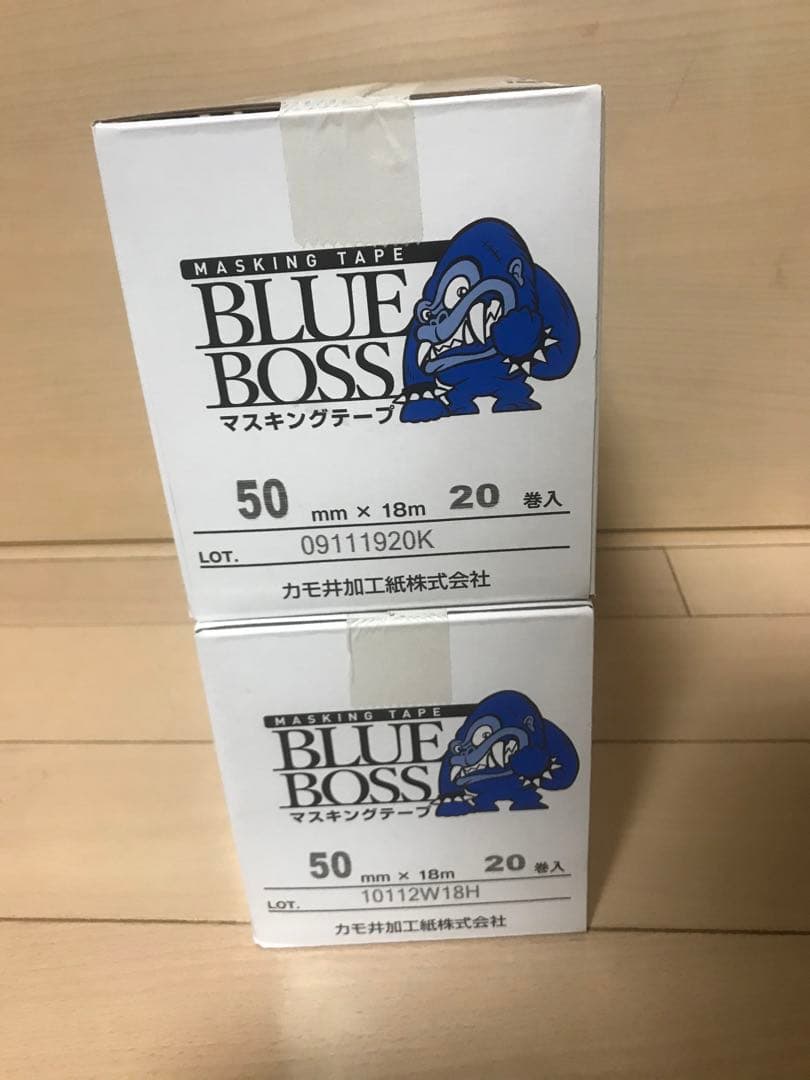 MASKING TAPE
BLUE
BOSS
マスキングテープ
50 mm × 18m 20 巻入
LOT. 09111920K
カモ井加工紙株式会社
MASKING TAPE
BLUE
BOSS
マスキングテープ
50 mm × 18m 20 巻入
LOT. 10112W18H
カモ井加工紙株式会社